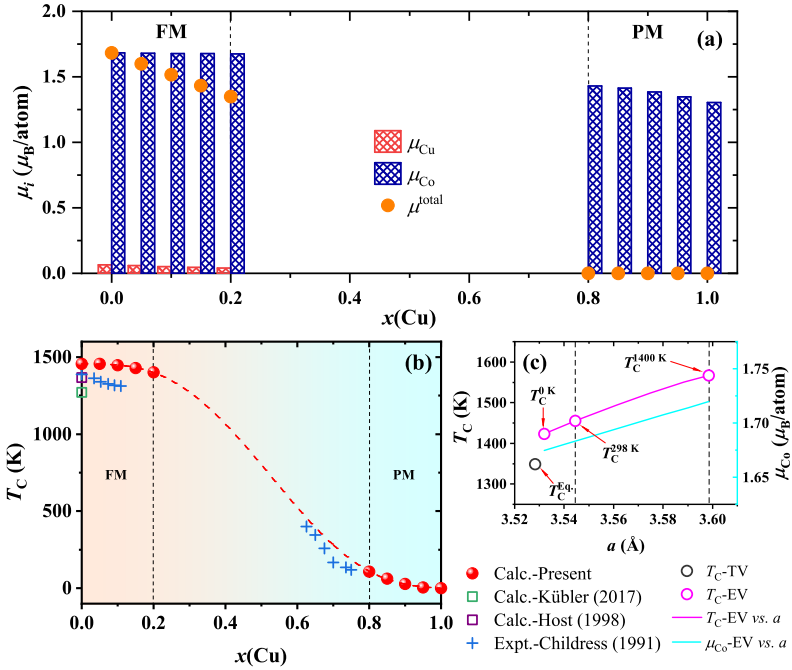 FM
PM
(a)
μᵢ (μB/atom)
2.0
1.5
1.0
0.5
0.0
μCu
μCo
μtotal
0.0 0.2 0.4 0.6 0.8 1.0
x(Cu)
(b)
TC (K)
1500
1000
500
0
FM
PM
0.0 0.2 0.4 0.6 0.8 1.0
x(Cu)
(c)
TC (K)
1600
1500
1400
1300
TC0 K
TC298 K
TC1400 K
TCEq.
1.75
1.70
1.65
μCo (μB/atom)
3.52 3.54 3.56 3.58 3.60
a (Å)
Calc.-Present
Calc.-Kübler (2017)
Calc.-Host (1998)
Expt.-Childress (1991)
TC-TV
TC-EV
TC-EV vs. a
μCo-EV vs. a